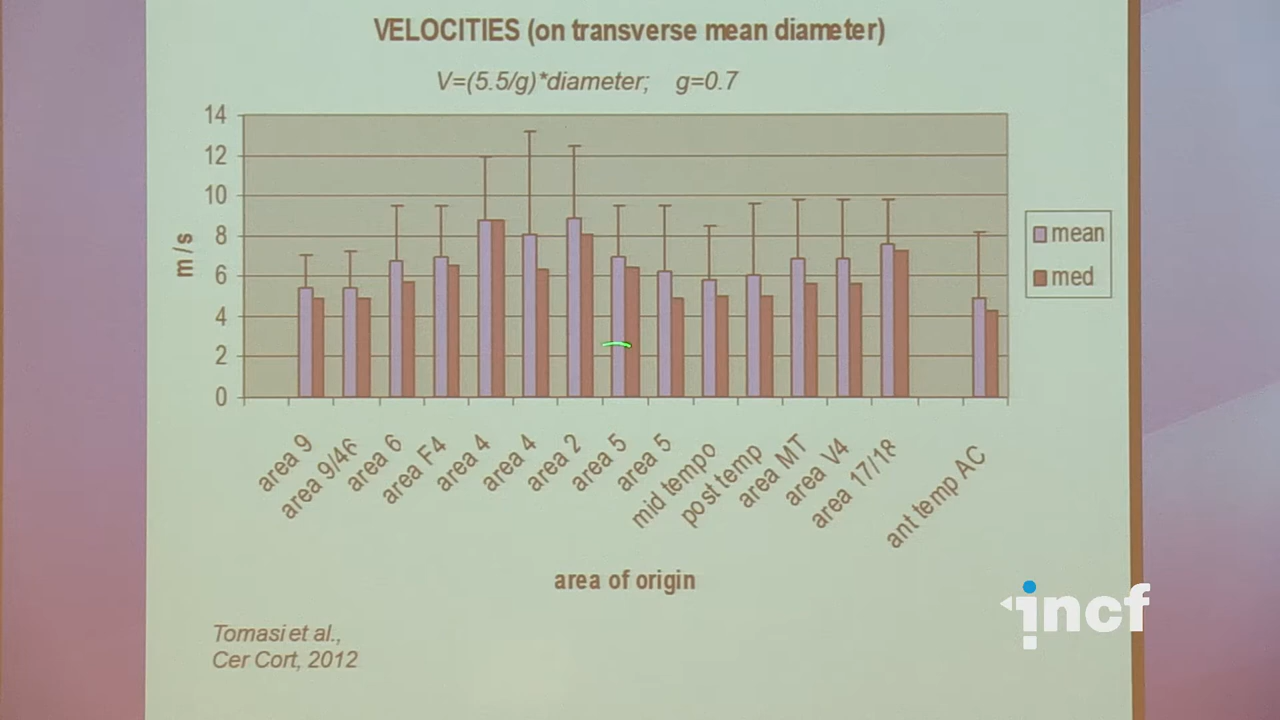 VELOCITIES (on transverse mean diameter)
V=(5.5/g)*diameter; g=0.7
14
12
10
8
6
4
2
0
m/s
mean
med
area 9
area 9/46
area 6
area F4
area 4
area 4
area 2
area 5
area 5
mid tempo
post temp
area MT
area V4
area 17/18
ant temp AC
area of origin
Tomasi et al.,
Cer Cort, 2012
incf